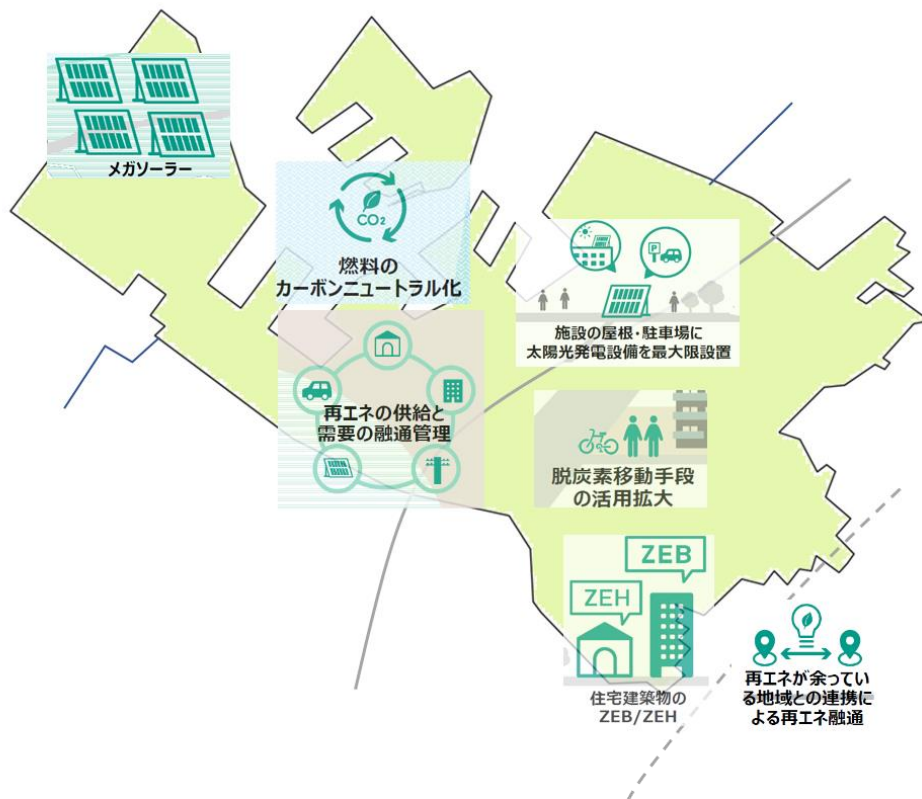 メガソーラー
CO₂
燃料の
カーボンニュートラル化
P
施設の屋根・駐車場に
太陽光発電設備を最大限設置
再エネの供給と
需要の融通管理
脱炭素移動手段
の活用拡大
ZEB
ZEH
住宅建築物の
ZEB/ZEH
再エネが余ってい
る地域との連携に
よる再エネ融通